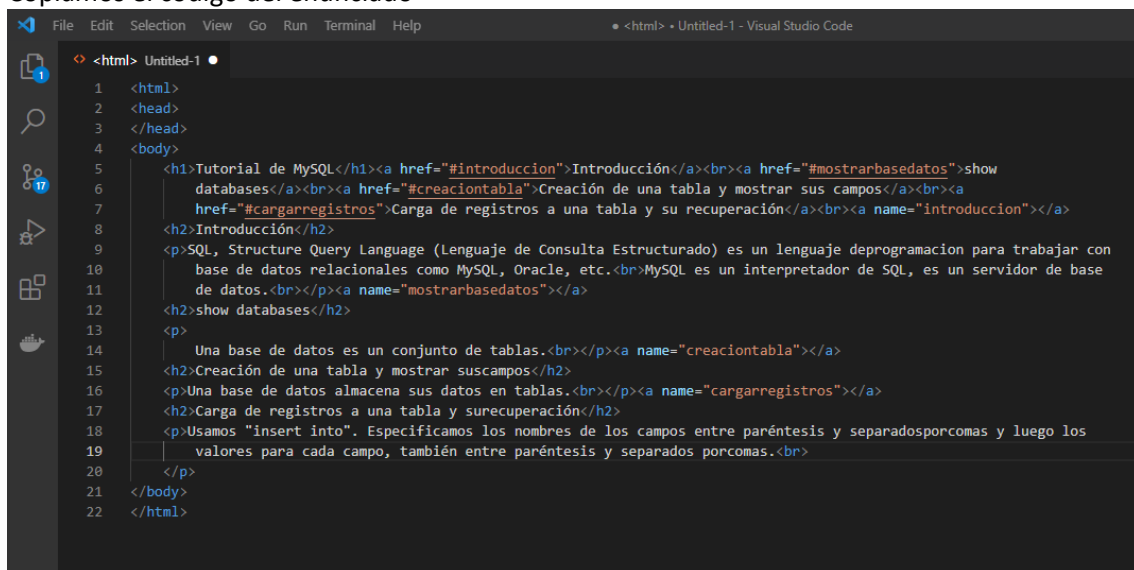 Copiamos el código del enunciado
File Edit Selection View Go Run Terminal Help ● <html> • Untitled-1 - Visual Studio Code
<> <html> Untitled-1 ●
1
17
1 <html>
2 <head>
3 </head>
4 <body>
5 <h1>Tutorial de MySQL</h1><a href="#introduccion">Introducción</a><br><a href="#mostrarbasedatos">show
6 databases</a><br><a href="#creaciontabla">Creación de una tabla y mostrar sus campos</a><br><a
7 href="#cargarregistros">Carga de registros a una tabla y su recuperación</a><br><a name="introduccion"></a>
8 <h2>Introducción</h2>
9 <p>SQL, Structure Query Language (Lenguaje de Consulta Estructurado) es un lenguaje deprogramacion para trabajar con
10 base de datos relacionales como MySQL, Oracle, etc.<br>MySQL es un interpretador de SQL, es un servidor de base
11 de datos.<br></p><a name="mostrarbasedatos"></a>
12 <h2>show databases</h2>
13 <p>
14 Una base de datos es un conjunto de tablas.<br></p><a name="creaciontabla"></a>
15 <h2>Creación de una tabla y mostrar suscampos</h2>
16 <p>Una base de datos almacena sus datos en tablas.<br></p><a name="cargarregistros"></a>
17 <h2>Carga de registros a una tabla y surecuperación</h2>
18 <p>Usamos "insert into". Especificamos los nombres de los campos entre paréntesis y separadosporcomas y luego los
19 valores para cada campo, también entre paréntesis y separados porcomas.<br>
20 </p>
21 </body>
22 </html>